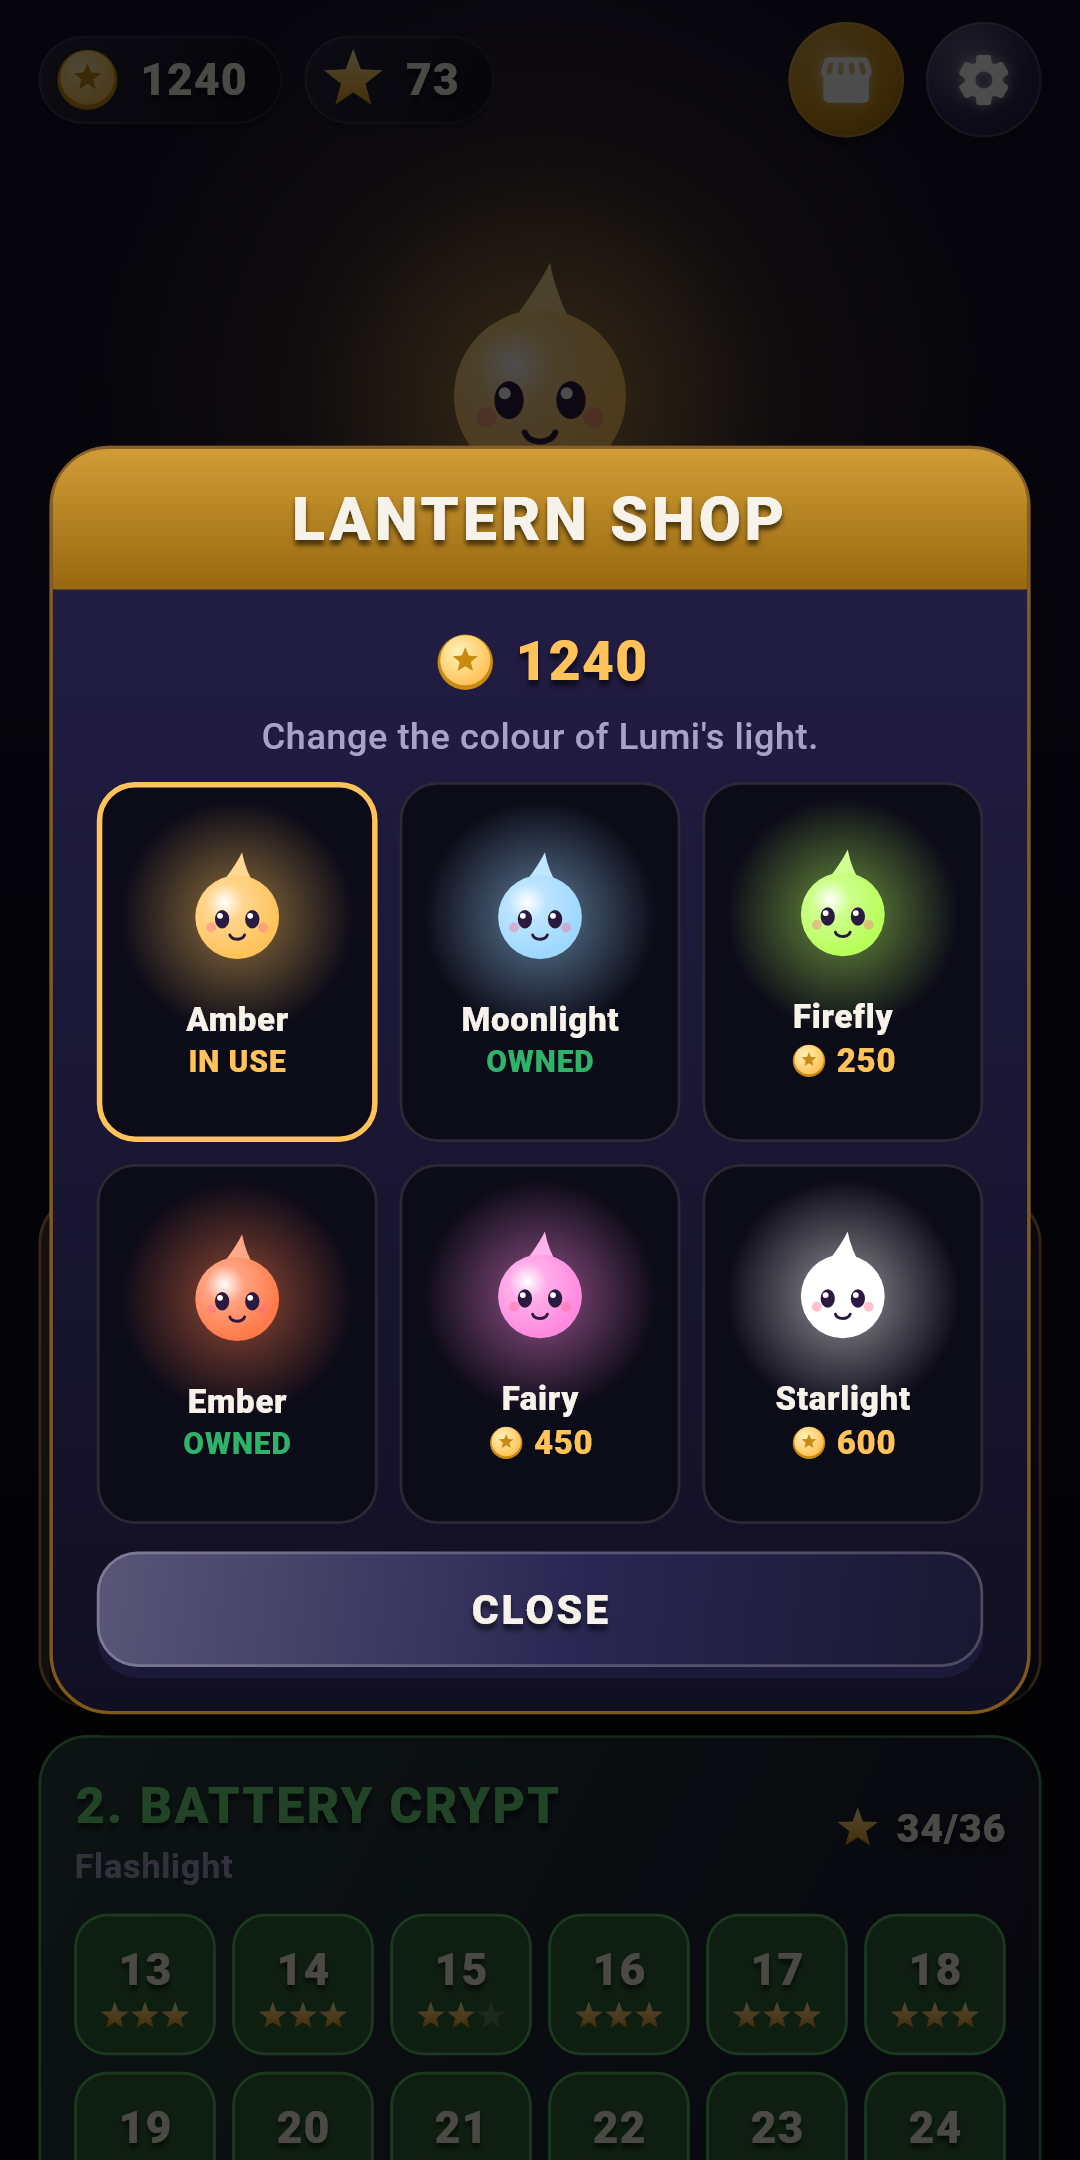 1240
73
LANTERN SHOP
1240
Change the colour of Lumi's light.
Amber
IN USE
Moonlight
OWNED
Firefly
250
Ember
OWNED
Fairy
450
Starlight
600
CLOSE
2. BATTERY CRYPT
34/36
Flashlight
13
14
15
16
17
18
19
20
21
22
23
24